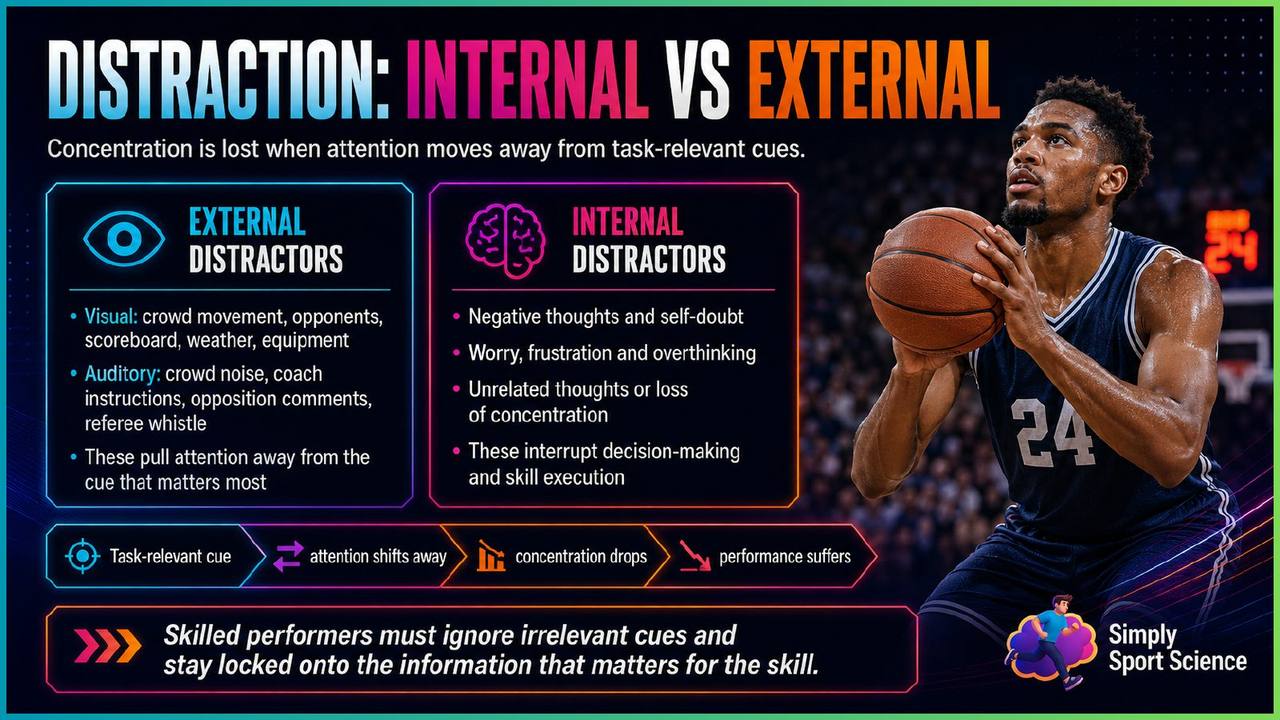 DISTRACTION: INTERNAL VS EXTERNAL
Concentration is lost when attention moves away from task-relevant cues.
EXTERNAL
DISTRACTORS
• Visual: crowd movement, opponents,
scoreboard, weather, equipment
• Auditory: crowd noise, coach
instructions, opposition comments,
referee whistle
• These pull attention away from the
cue that matters most
INTERNAL
DISTRACTORS
• Negative thoughts and self-doubt
• Worry, frustration and overthinking
• Unrelated thoughts or loss
of concentration
• These interrupt decision-making
and skill execution
24
24
Task-relevant cue
attention shifts away
concentration drops
performance suffers
Skilled performers must ignore irrelevant cues and
stay locked onto the information that matters for the skill.
Simply
Sport Science